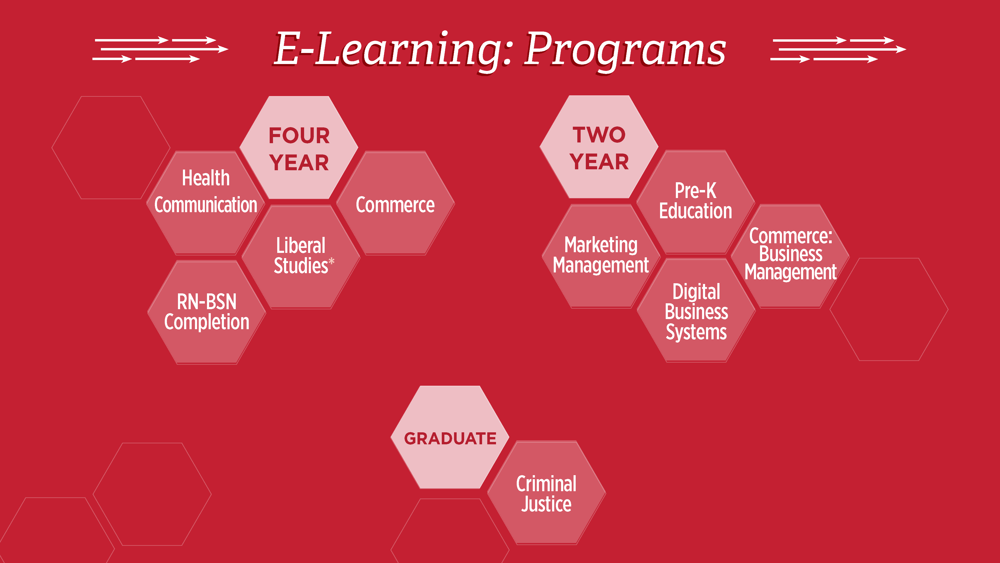 E-Learning: Programs
FOUR
YEAR
Health
Communication
Commerce
Liberal
Studies*
RN-BSN
Completion
TWO
YEAR
Pre-K
Education
Marketing
Management
Commerce:
Business
Management
Digital
Business
Systems
GRADUATE
Criminal
Justice